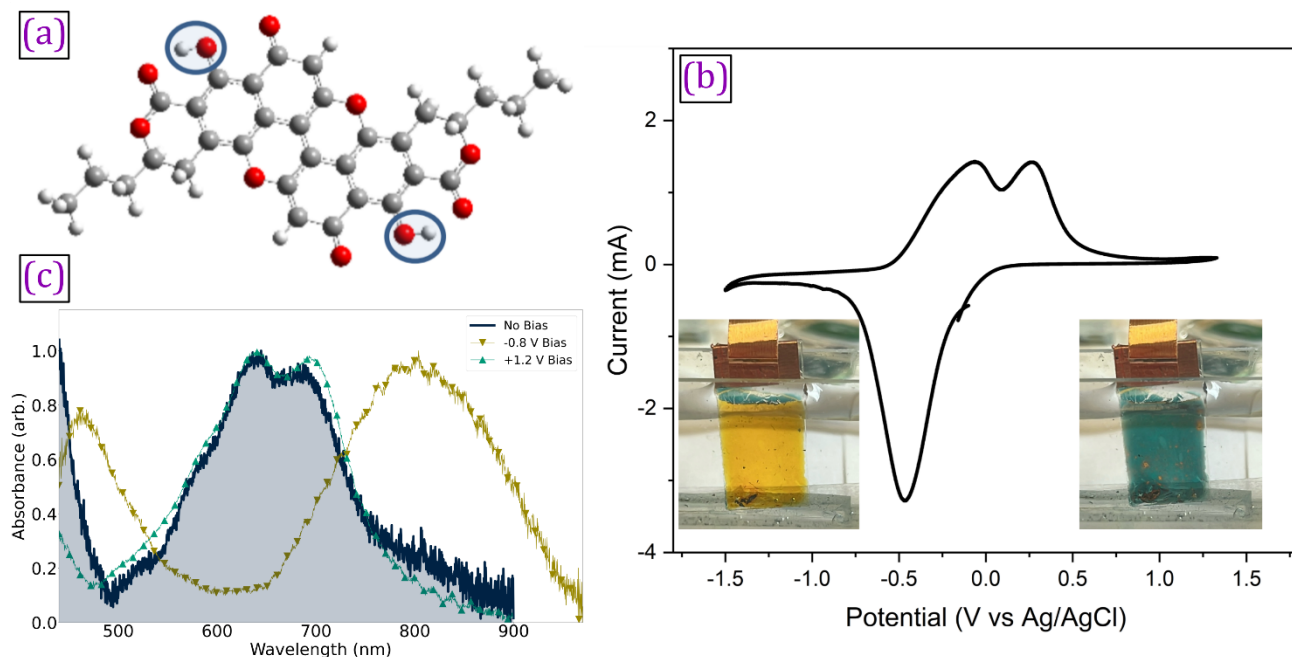 (a)
(b)
2
0
-2
-4
Current (mA)
-1.5 -1.0 -0.5 0.0 0.5 1.0 1.5
Potential (V vs Ag/AgCl)
(c)
No Bias
-0.8 V Bias
+1.2 V Bias
1.0
0.8
0.6
0.4
0.2
0.0
Absorbance (arb.)
500 600 700 800 900
Wavelength (nm)